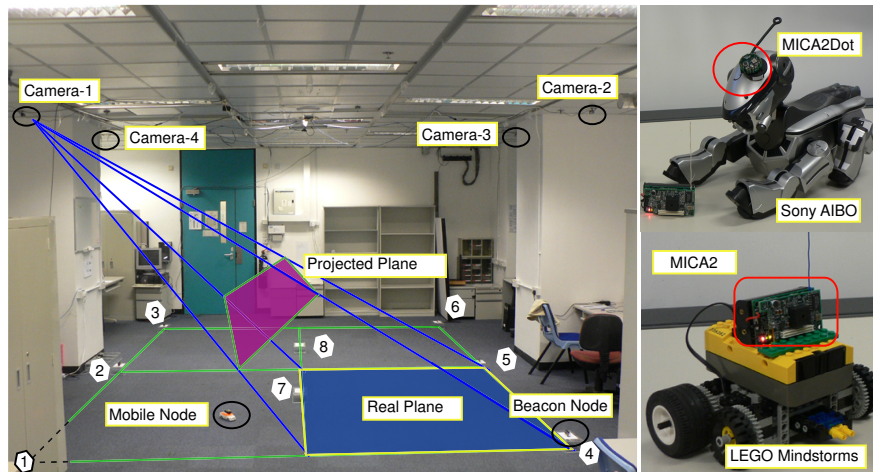 Camera-1
Camera-2
Camera-4
Camera-3
MICA2Dot
Sony AIBO
Projected Plane
3
6
8
2
5
7
Mobile Node
Real Plane
Beacon Node
1
4
MICA2
LEGO Mindstorms